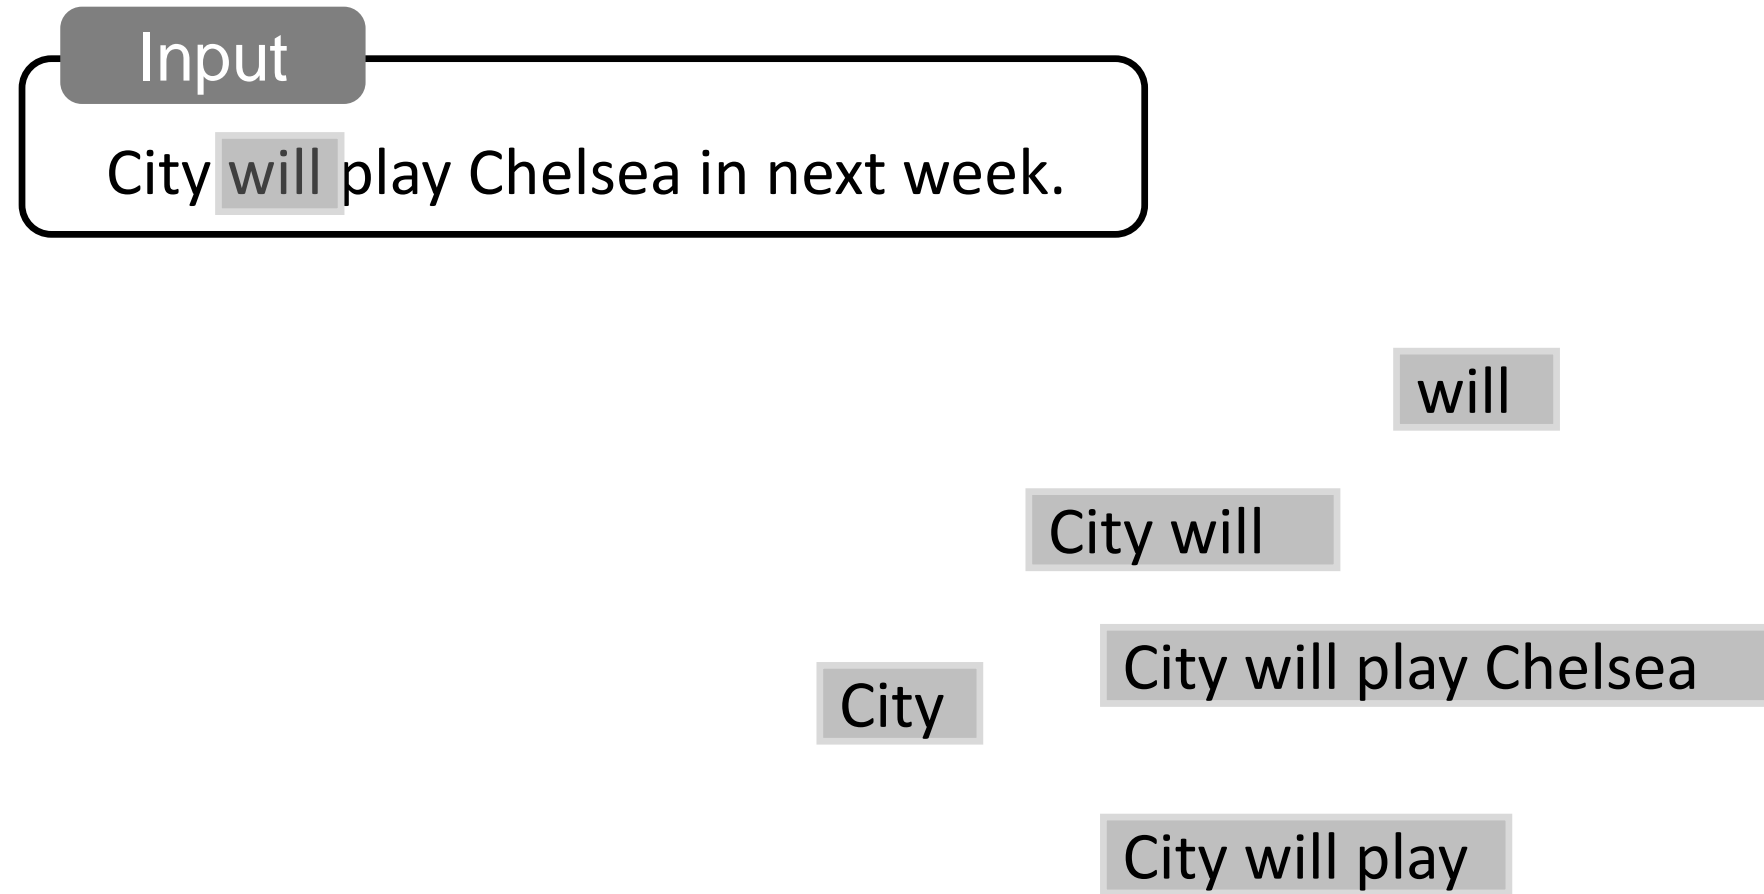 Input
City will play Chelsea in next week.
will
City will
City will play Chelsea
City
City will play